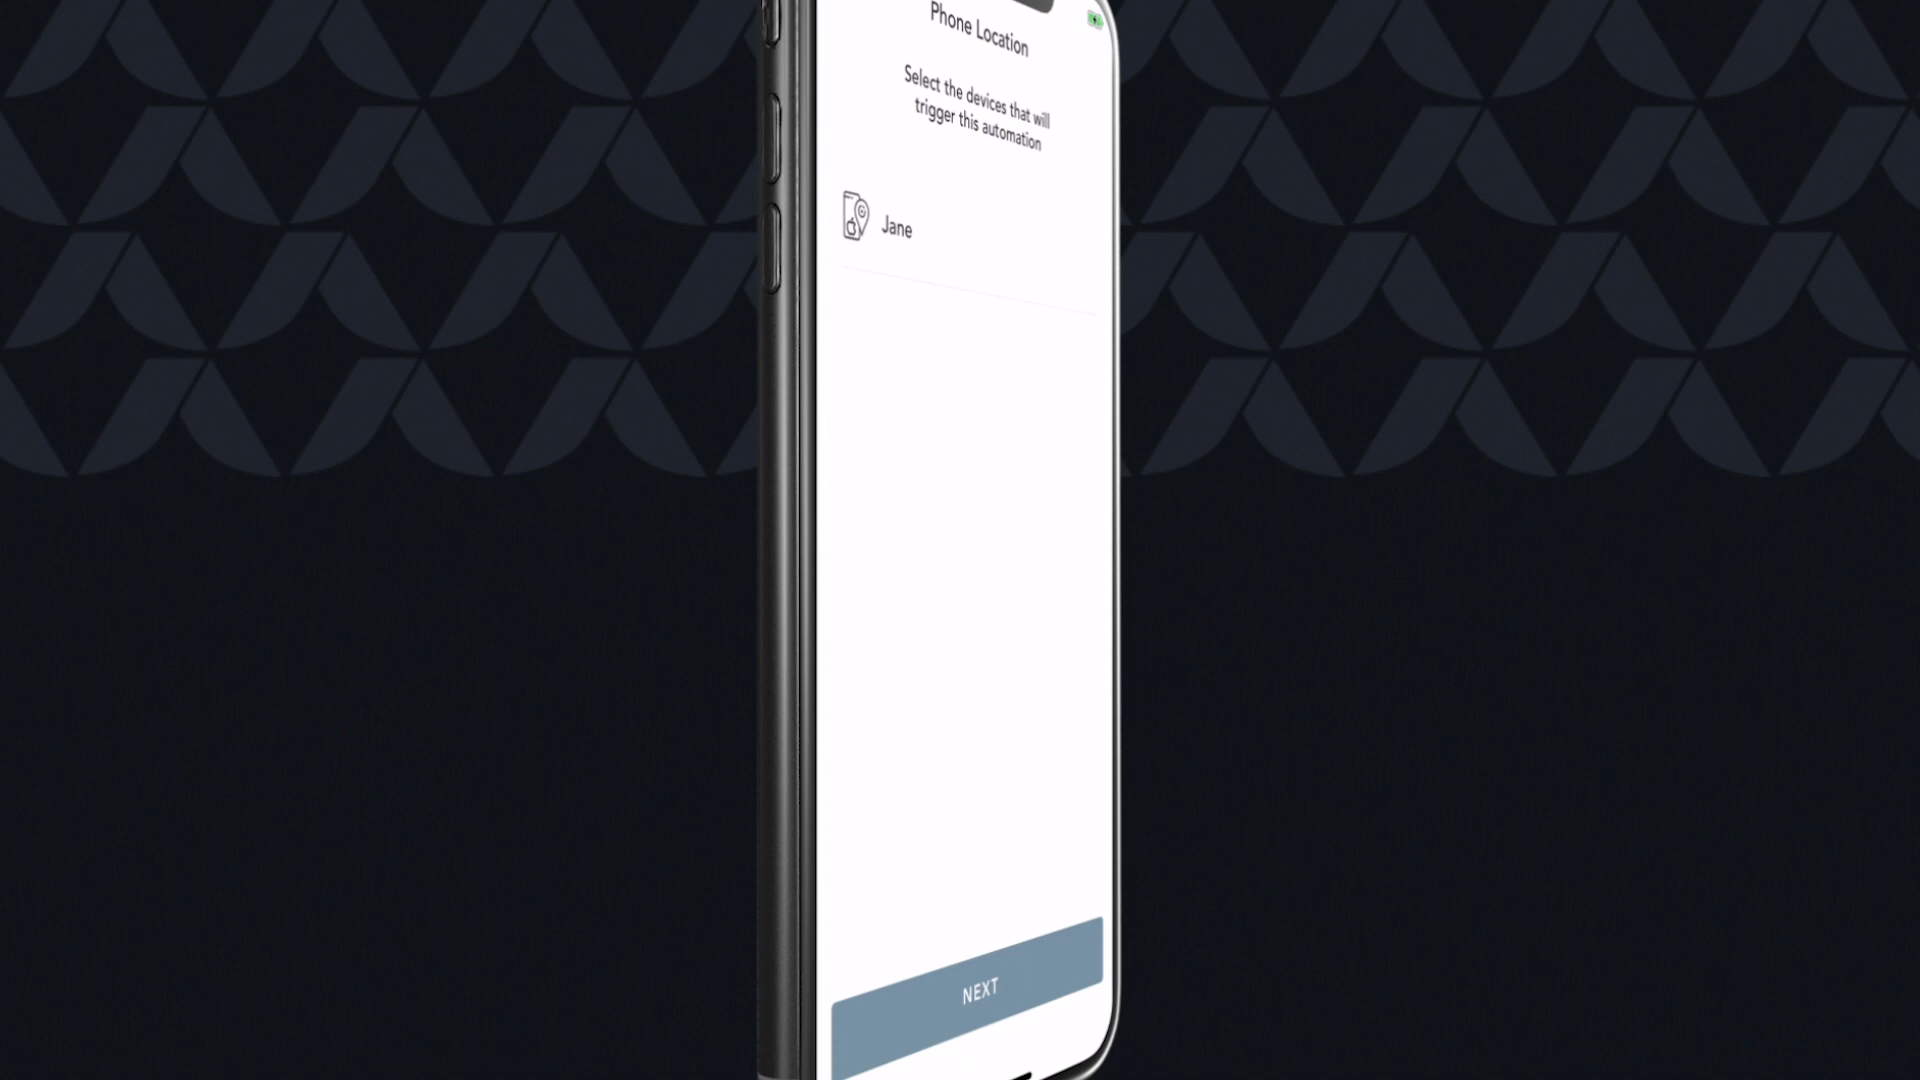 Phone Location
Select the devices that will
trigger this automation
Jane
NEXT